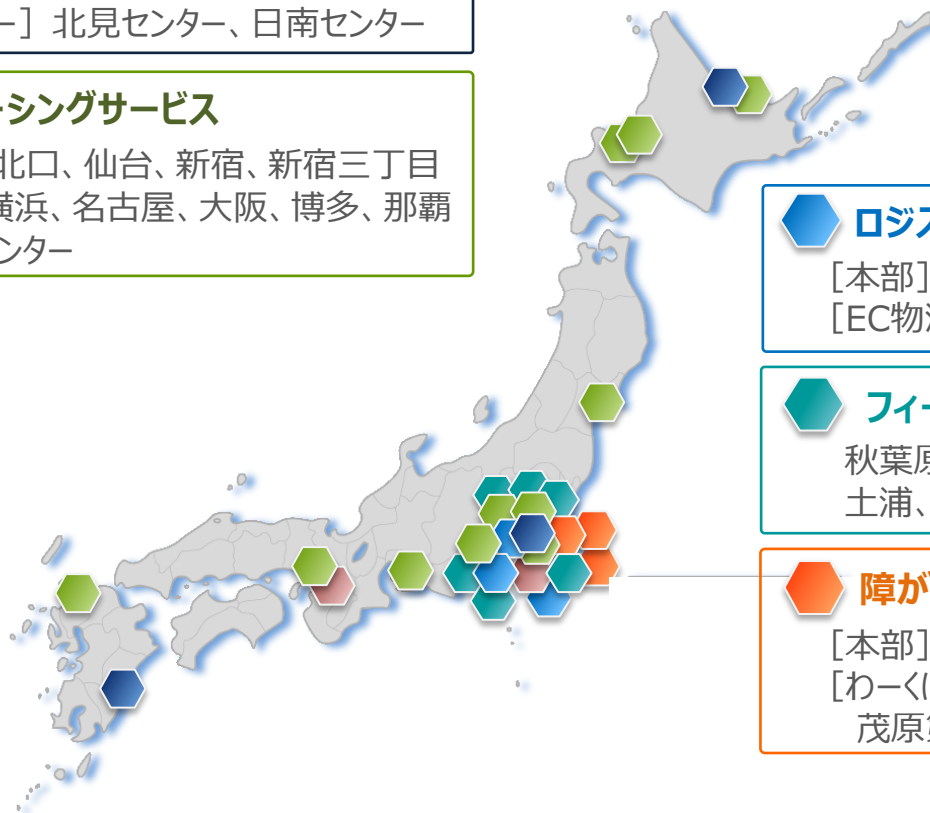 ー］北見センター、日南センター
ーシングサービス
北口、仙台、新宿、新宿三丁目
横浜、名古屋、大阪、博多、那覇
ンター
ロジス
［本部］
［EC物
フィー
秋葉原
土浦、
障が
［本部］
［わーく
茂原